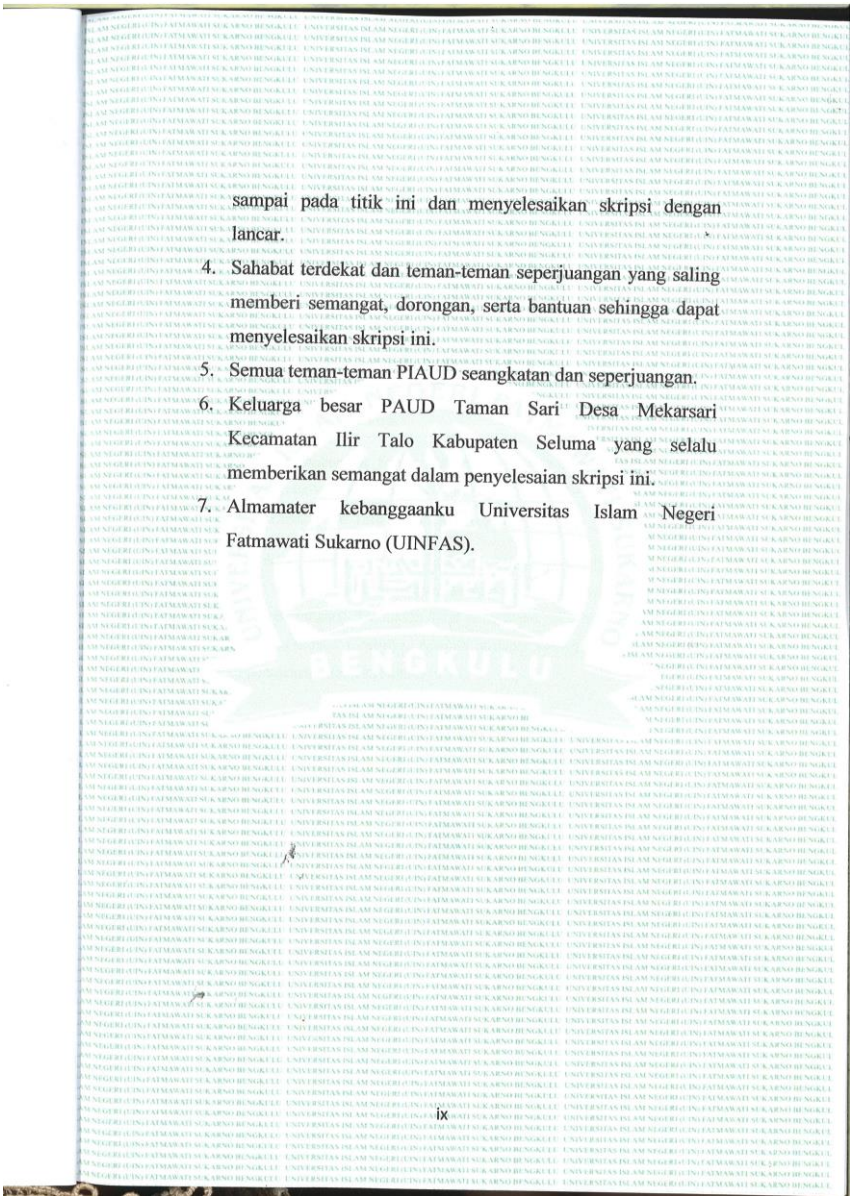 sampai pada titik ini dan menyelesaikan skripsi dengan
lancar.
4. Sahabat terdekat dan teman-teman seperjuangan yang saling
memberi semangat, dorongan, serta bantuan sehingga dapat
menyelesaikan skripsi ini.
5. Semua teman-teman PIAUD seangkatan dan seperjuangan.
6. Keluarga besar PAUD Taman Sari Desa Mekarsari
Kecamatan Ilir Talo Kabupaten Seluma yang selalu
memberikan semangat dalam penyelesaian skripsi ini.
7. Almamater kebanggaanku Universitas Islam Negeri
Fatmawati Sukarno (UINFAS).
BENGKULU
ix